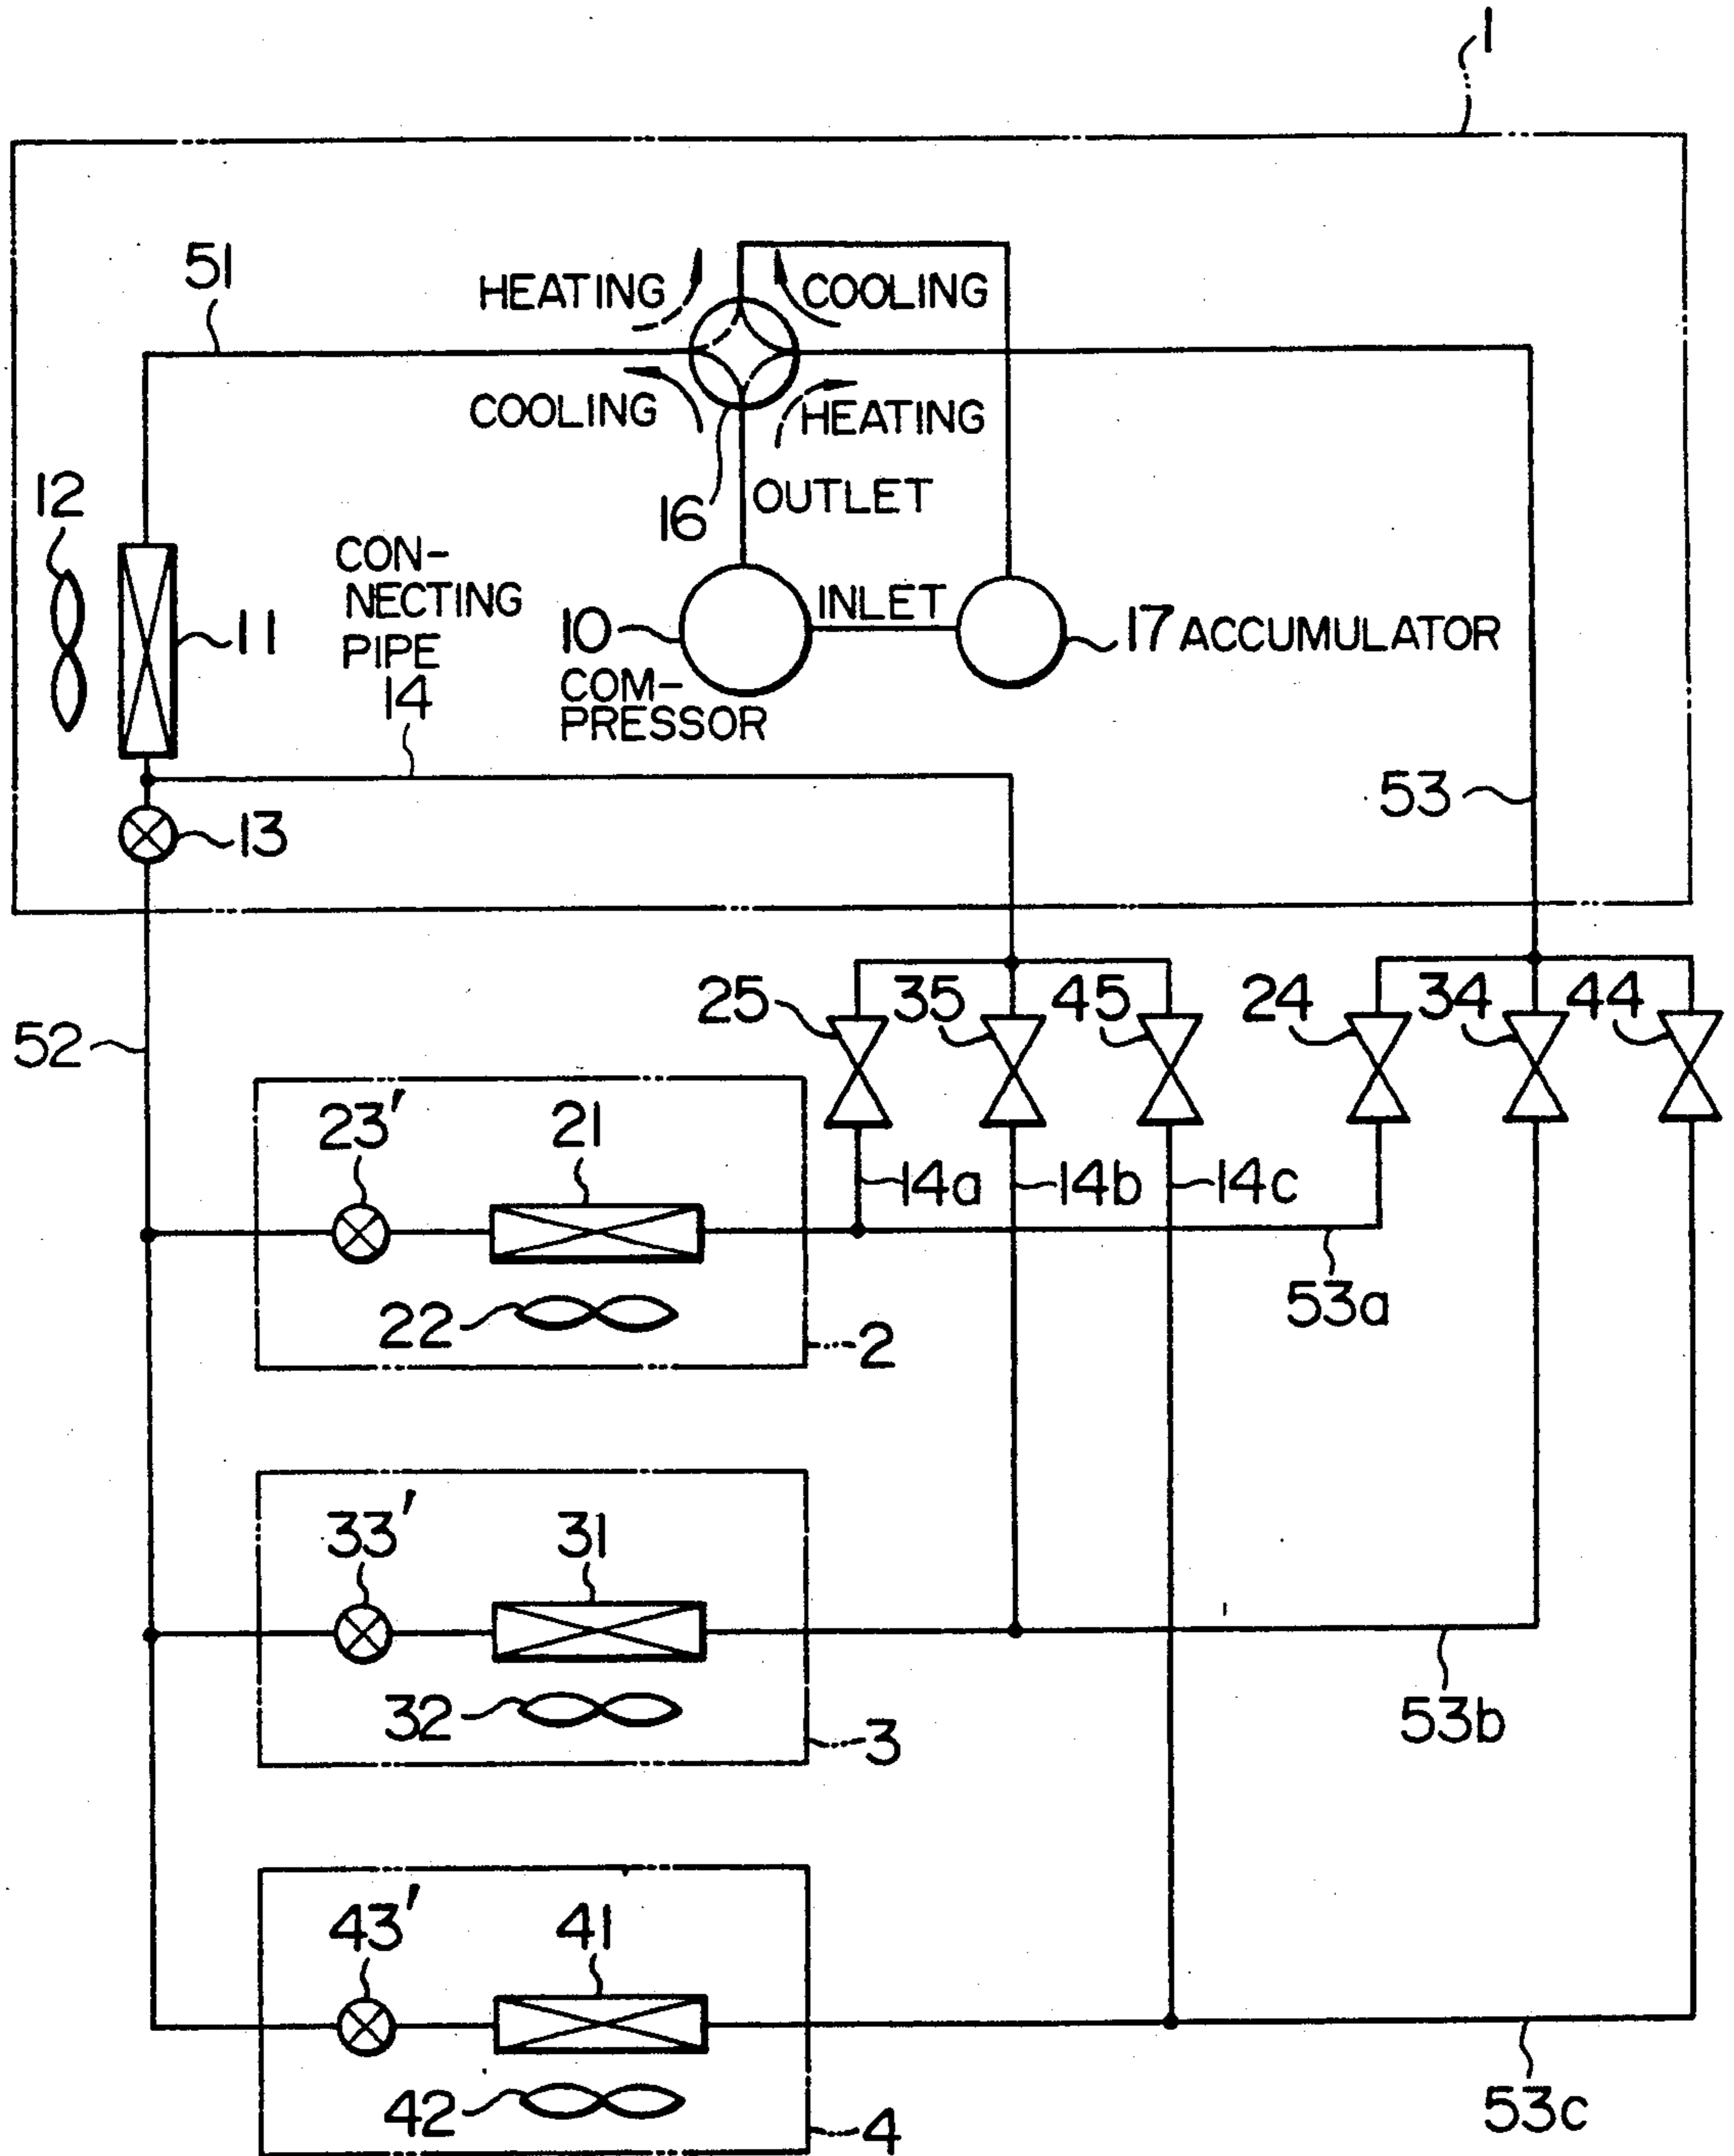 1
51
HEATING
COOLING
COOLING
HEATING
12
16
OUTLET
CON-
NECTING
PIPE
14
11
10
INLET
17 ACCUMULATOR
COM-
PRESSOR
13
53
52
25
35
45
24
34
44
23'
21
14a
14b
14c
22
2
53a
33'
31
32
3
53b
43'
41
42
4
53c